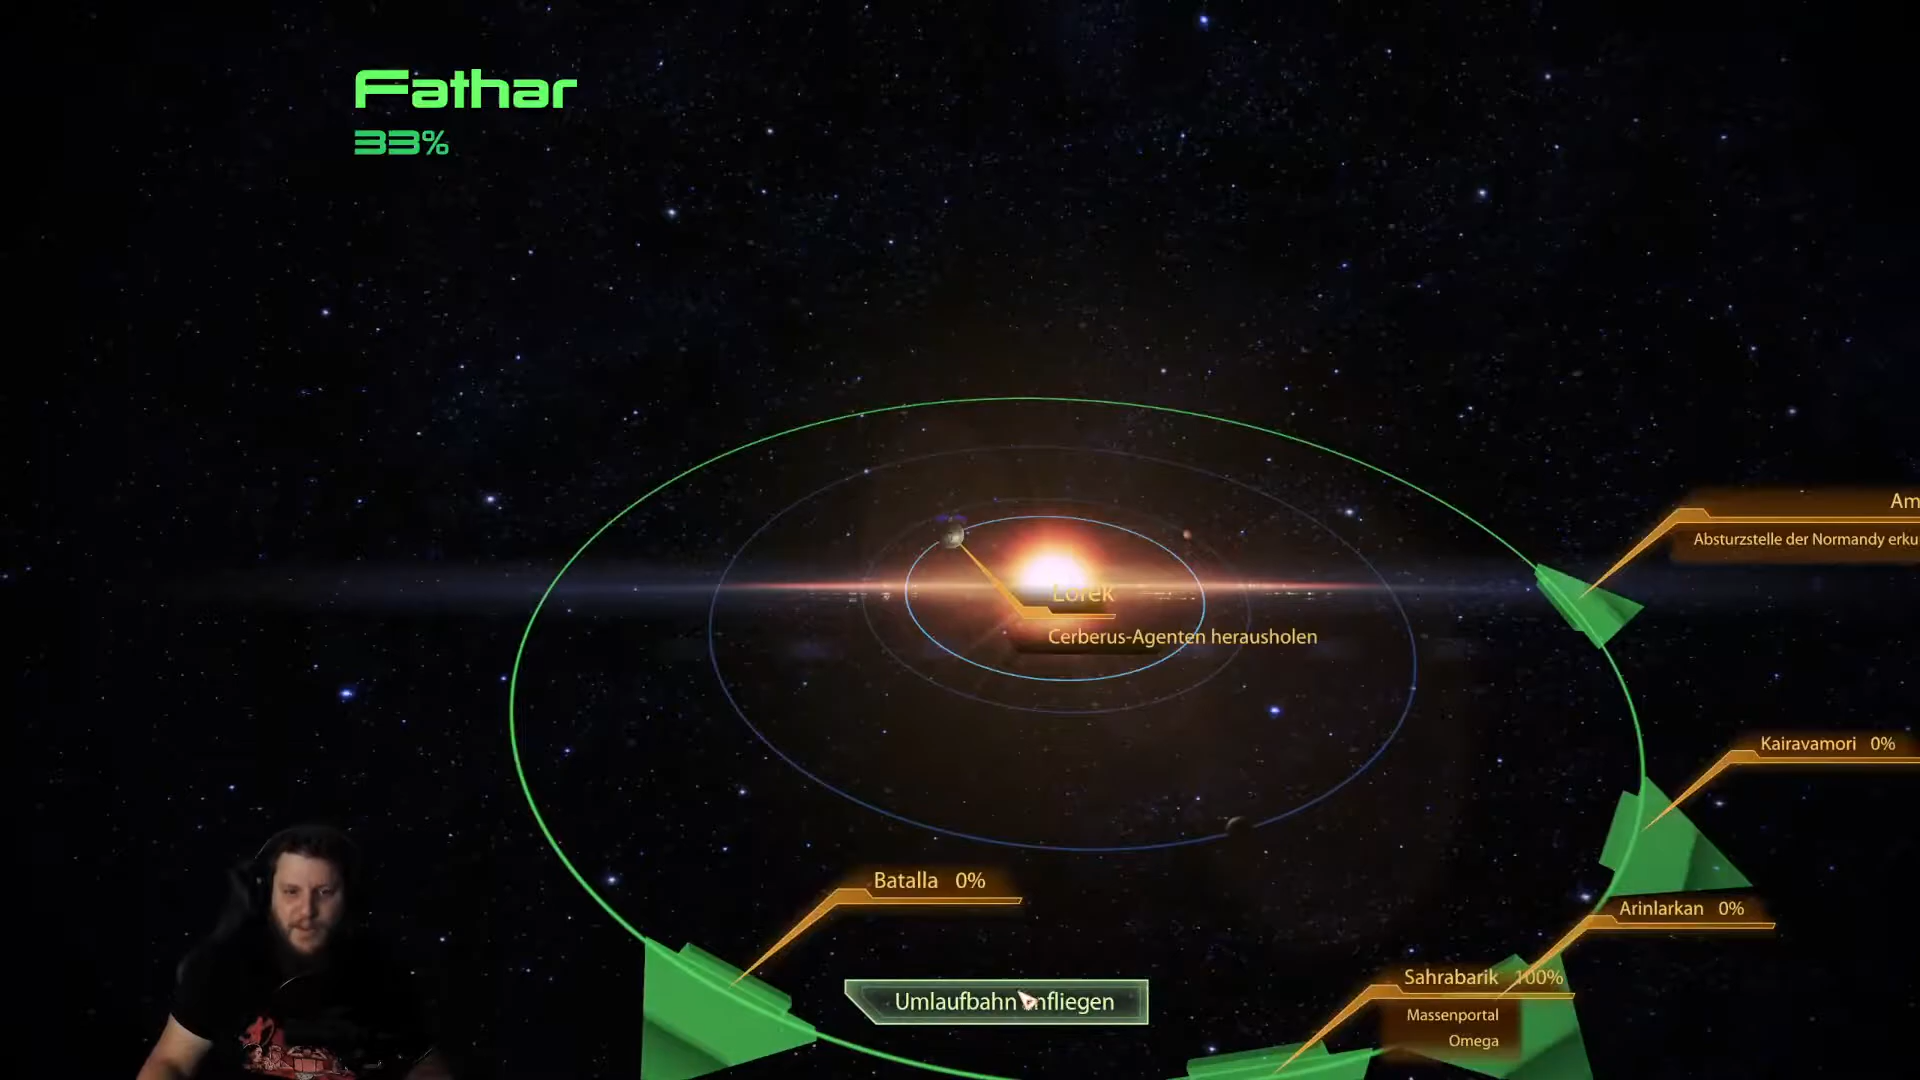 Fathar
33%
Am
Absturzstelle der Normandy erku
Lorek
Cerberus-Agenten herausholen
Kairavamori 0%
Batalla 0%
Arinlarkan 0%
Sahrabarik 100%
Massenportal
Omega
Umlaufbahn anfliegen